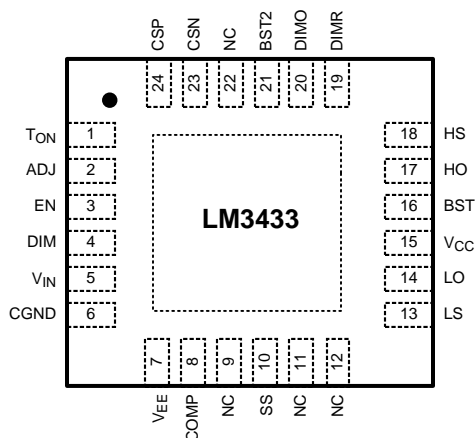 CSP CSN NC BST2 DIMO DIMR
24 23 22 21 20 19
TON 1 18 HS
ADJ 2 17 HO
EN 3 LM3433 16 BST
DIM 4 15 VCC
VIN 5 14 LO
CGND 6 13 LS
7 8 9 10 11 12
VEE COMP NC SS NC NC